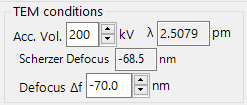 TEM conditions
Acc. Vol. 200 kV λ 2.5079 pm
Scherzer Defocus -68.5 nm
Defocus Δf -70.0 nm